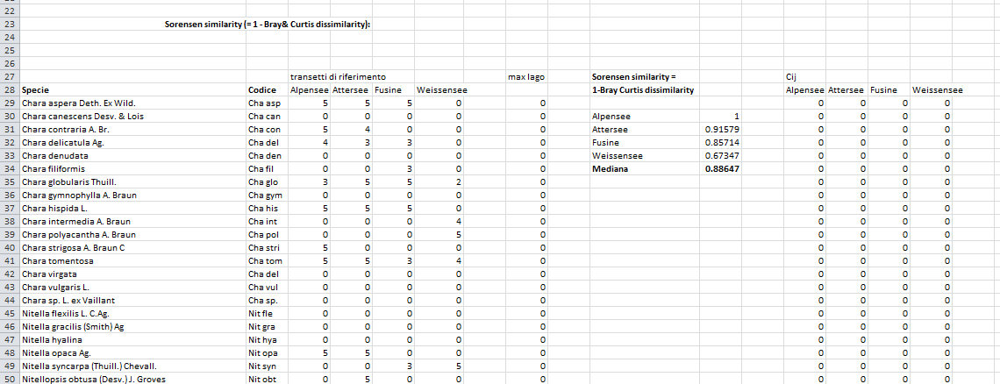 22
23 Sorensen similarity (= 1 - Bray& Curtis dissimilarity):
24
25
26
27 transetti di riferimento max lago Sorensen similarity = Cij
28 Specie Codice Alpensee Attersee Fusine Weissensee 1-Bray Curtis dissimilarity Alpensee Attersee Fusine Weissensee
29 Chara aspera Deth. Ex Wild. Cha asp 5 5 5 0 0 0 0 0 0
30 Chara canescens Desv. & Lois Cha can 0 0 0 0 0 Alpensee 1 0 0 0 0
31 Chara contraria A. Br. Cha con 5 4 0 0 0 Attersee 0.91579 0 0 0 0
32 Chara delicatula Ag. Cha del 4 3 3 0 0 Fusine 0.85714 0 0 0 0
33 Chara denudata Cha den 0 0 0 0 0 Weissensee 0.67347 0 0 0 0
34 Chara filiformis Cha fil 0 0 3 0 0 Mediana 0.88647 0 0 0 0
35 Chara globularis Thuill. Cha glo 3 5 5 2 0 0 0 0 0
36 Chara gymnophylla A. Braun Cha gym 0 0 0 0 0 0 0 0 0
37 Chara hispida L. Cha his 5 5 5 0 0 0 0 0 0
38 Chara intermedia A. Braun Cha int 0 0 0 4 0 0 0 0 0
39 Chara polyacantha A. Braun Cha pol 0 0 0 5 0 0 0 0 0
40 Chara strigosa A. Braun C Cha stri 5 0 0 0 0 0 0 0 0
41 Chara tomentosa Cha tom 5 5 3 4 0 0 0 0 0
42 Chara virgata Cha del 0 0 0 0 0 0 0 0 0
43 Chara vulgaris L. Cha vul 0 0 0 0 0 0 0 0 0
44 Chara sp. L. ex Vaillant Cha sp. 0 0 0 0 0 0 0 0 0
45 Nitella flexilis L. C.Ag. Nit fle 0 0 0 0 0 0 0 0 0
46 Nitella gracilis (Smith) Ag Nit gra 0 0 0 0 0 0 0 0 0
47 Nitella hyalina Nit hya 0 0 0 0 0 0 0 0 0
48 Nitella opaca Ag. Nit opa 5 5 0 0 0 0 0 0 0
49 Nitella syncarpa (Thuill.) Chevall. Nit syn 0 0 3 5 0 0 0 0 0
50 Nitellopsis obtusa (Desv.) J. Groves Nit obt 0 5 0 0 0 0 0 0 0